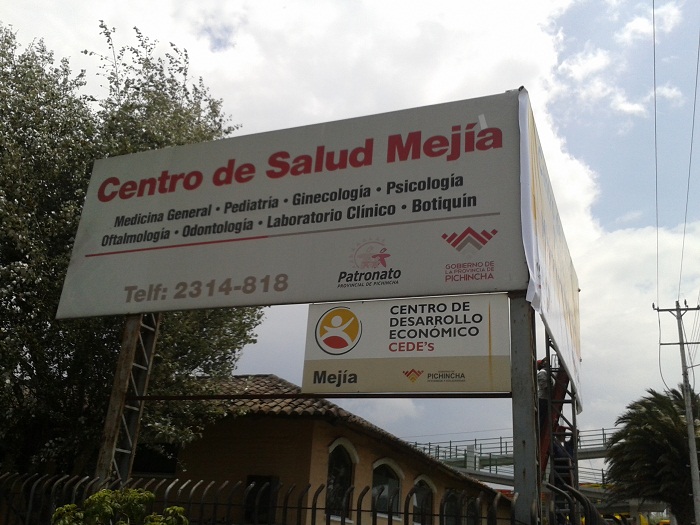 Centro de Salud Mejía
Medicina General • Pediatria • Ginecología • Psicología
Oftalmología • Odontología • Laboratorio Clínico • Botiquín
Telf: 2314-818
Patronato
PROVINCIAL DE PICHINCHA
GOBIERNO DE
LA PROVINCIA DE
PICHINCHA
CENTRO DE
DESARROLLO
ECONÓMICO
CEDE's
Mejía
PICHINCHA